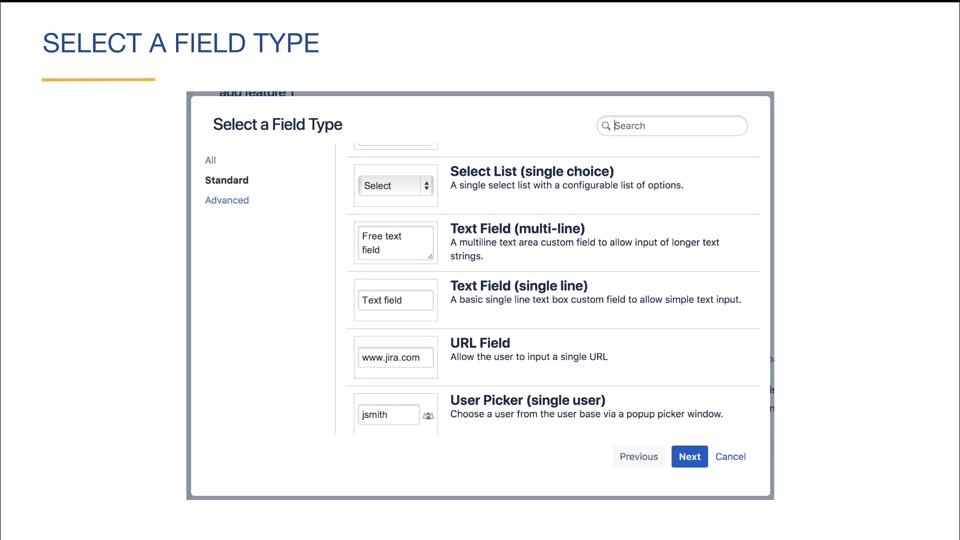 SELECT A FIELD TYPE
add feature 1
Select a Field Type
Search
All
Standard
Advanced
Select
Select List (single choice)
A single select list with a configurable list of options.
Free text
field
Text Field (multi-line)
A multiline text area custom field to allow input of longer text
strings.
Text field
Text Field (single line)
A basic single line text box custom field to allow simple text input.
www.jira.com
URL Field
Allow the user to input a single URL
jsmith
User Picker (single user)
Choose a user from the user base via a popup picker window.
Previous
Next
Cancel